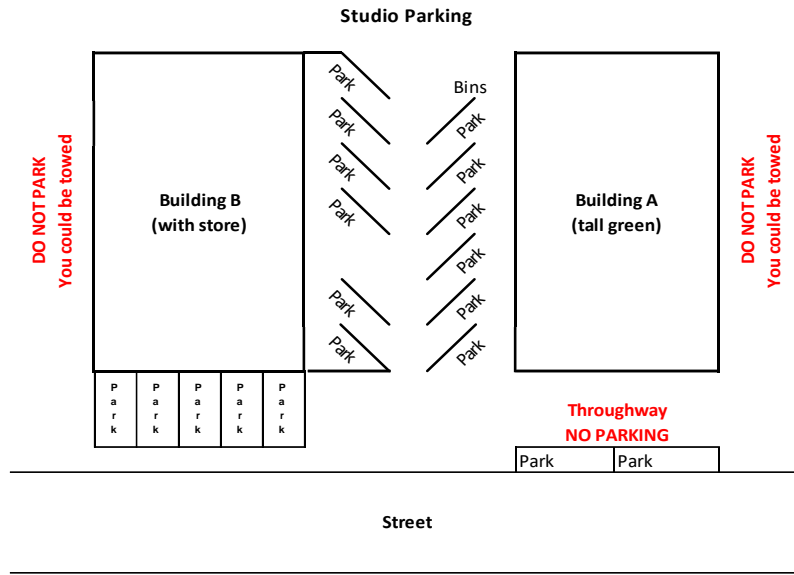 Studio Parking
DO NOT PARK
You could be towed
Building B
(with store)
Park
Park
Park
Park
Park
Park
Bins
Park
Park
Park
Park
Park
Park
Building A
(tall green)
DO NOT PARK
You could be towed
Park
Park
Park
Park
Park
Throughway
NO PARKING
Park
Park
Street